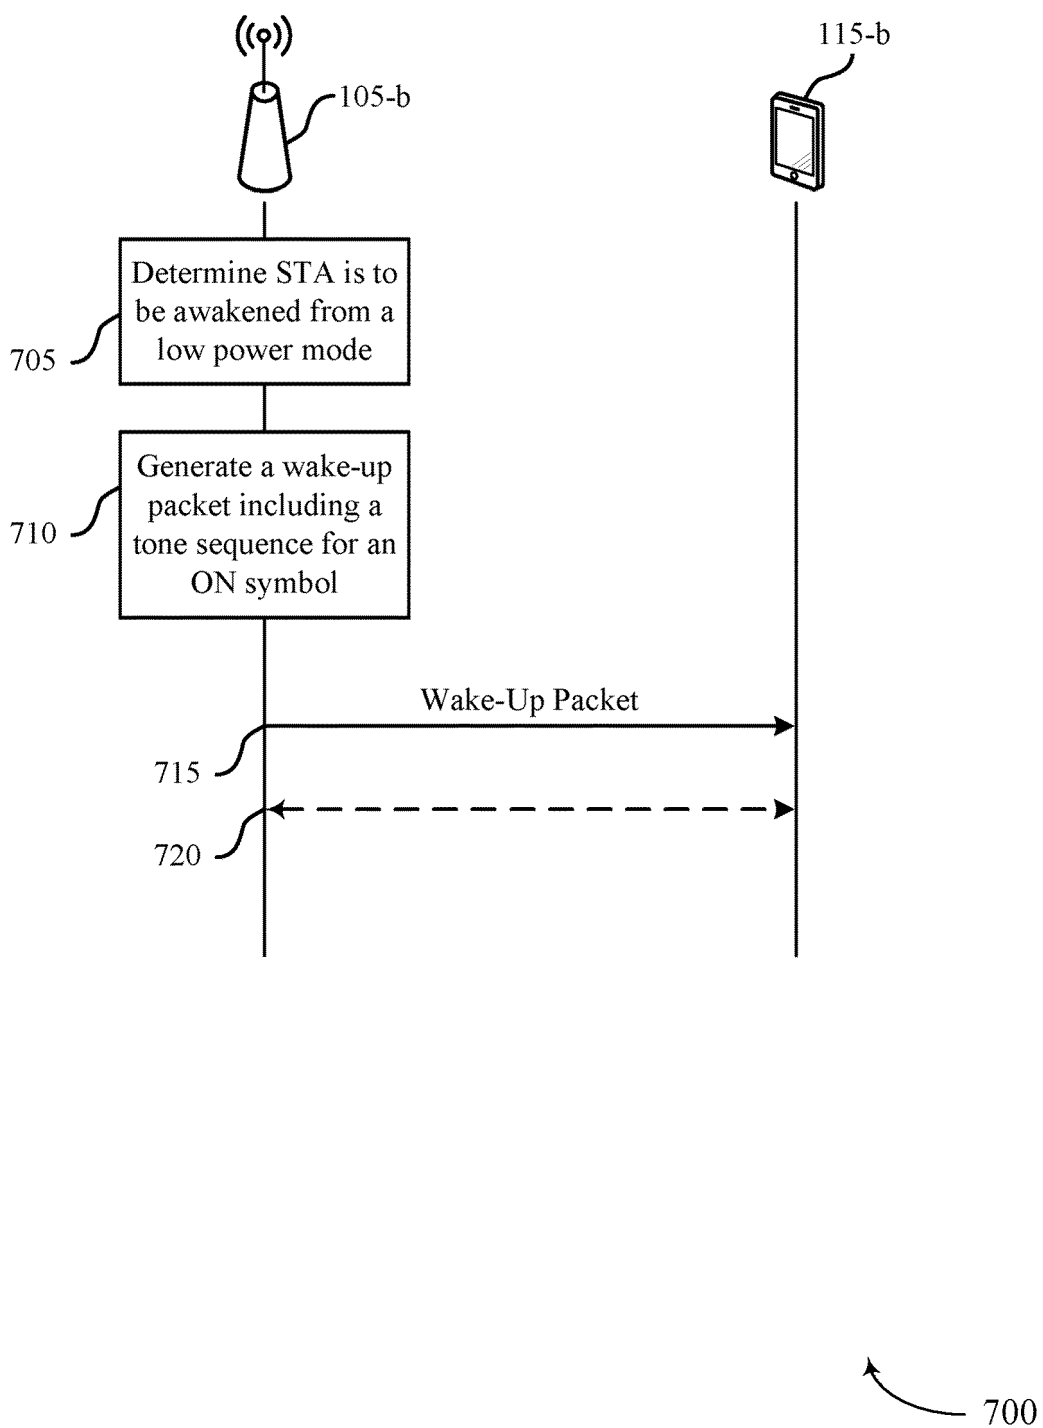 105-b
115-b
Determine STA is to
be awakened from a
low power mode
705
Generate a wake-up
packet including a
tone sequence for an
ON symbol
710
Wake-Up Packet
715
720
700